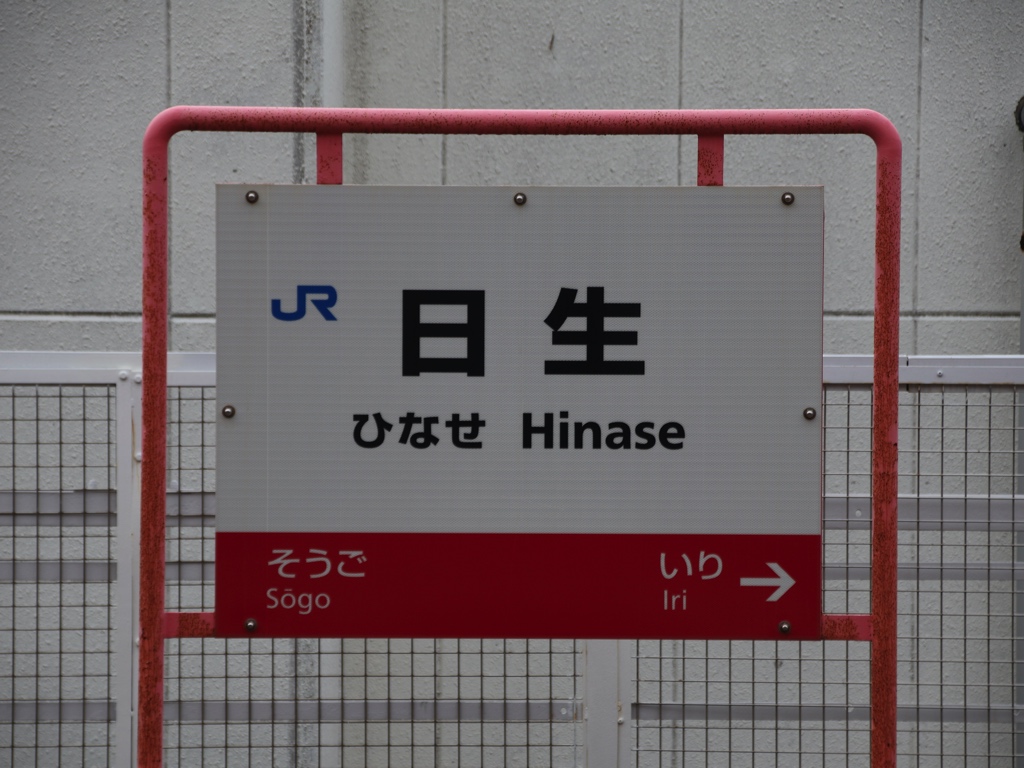 JR 日生
ひなせ Hinase
そうご いり →
Sōgo Iri